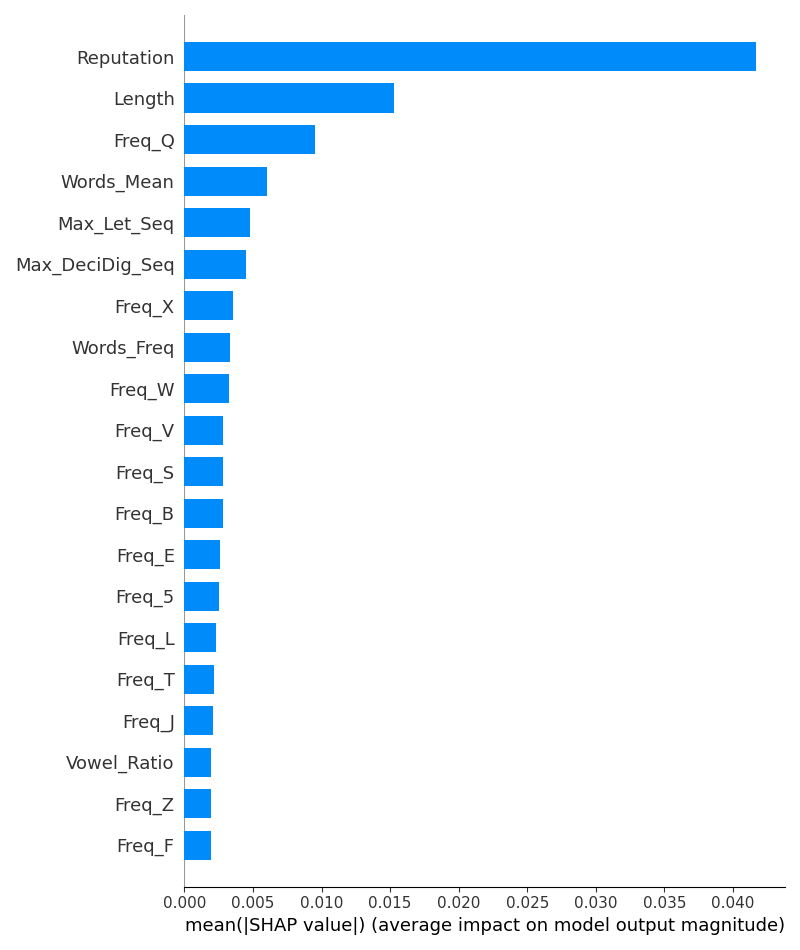 Reputation
Length
Freq_Q
Words_Mean
Max_Let_Seq
Max_DeciDig_Seq
Freq_X
Words_Freq
Freq_W
Freq_V
Freq_S
Freq_B
Freq_E
Freq_5
Freq_L
Freq_T
Freq_J
Vowel_Ratio
Freq_Z
Freq_F
0.000 0.005 0.010 0.015 0.020 0.025 0.030 0.035 0.040
mean(|SHAP value|) (average impact on model output magnitude)